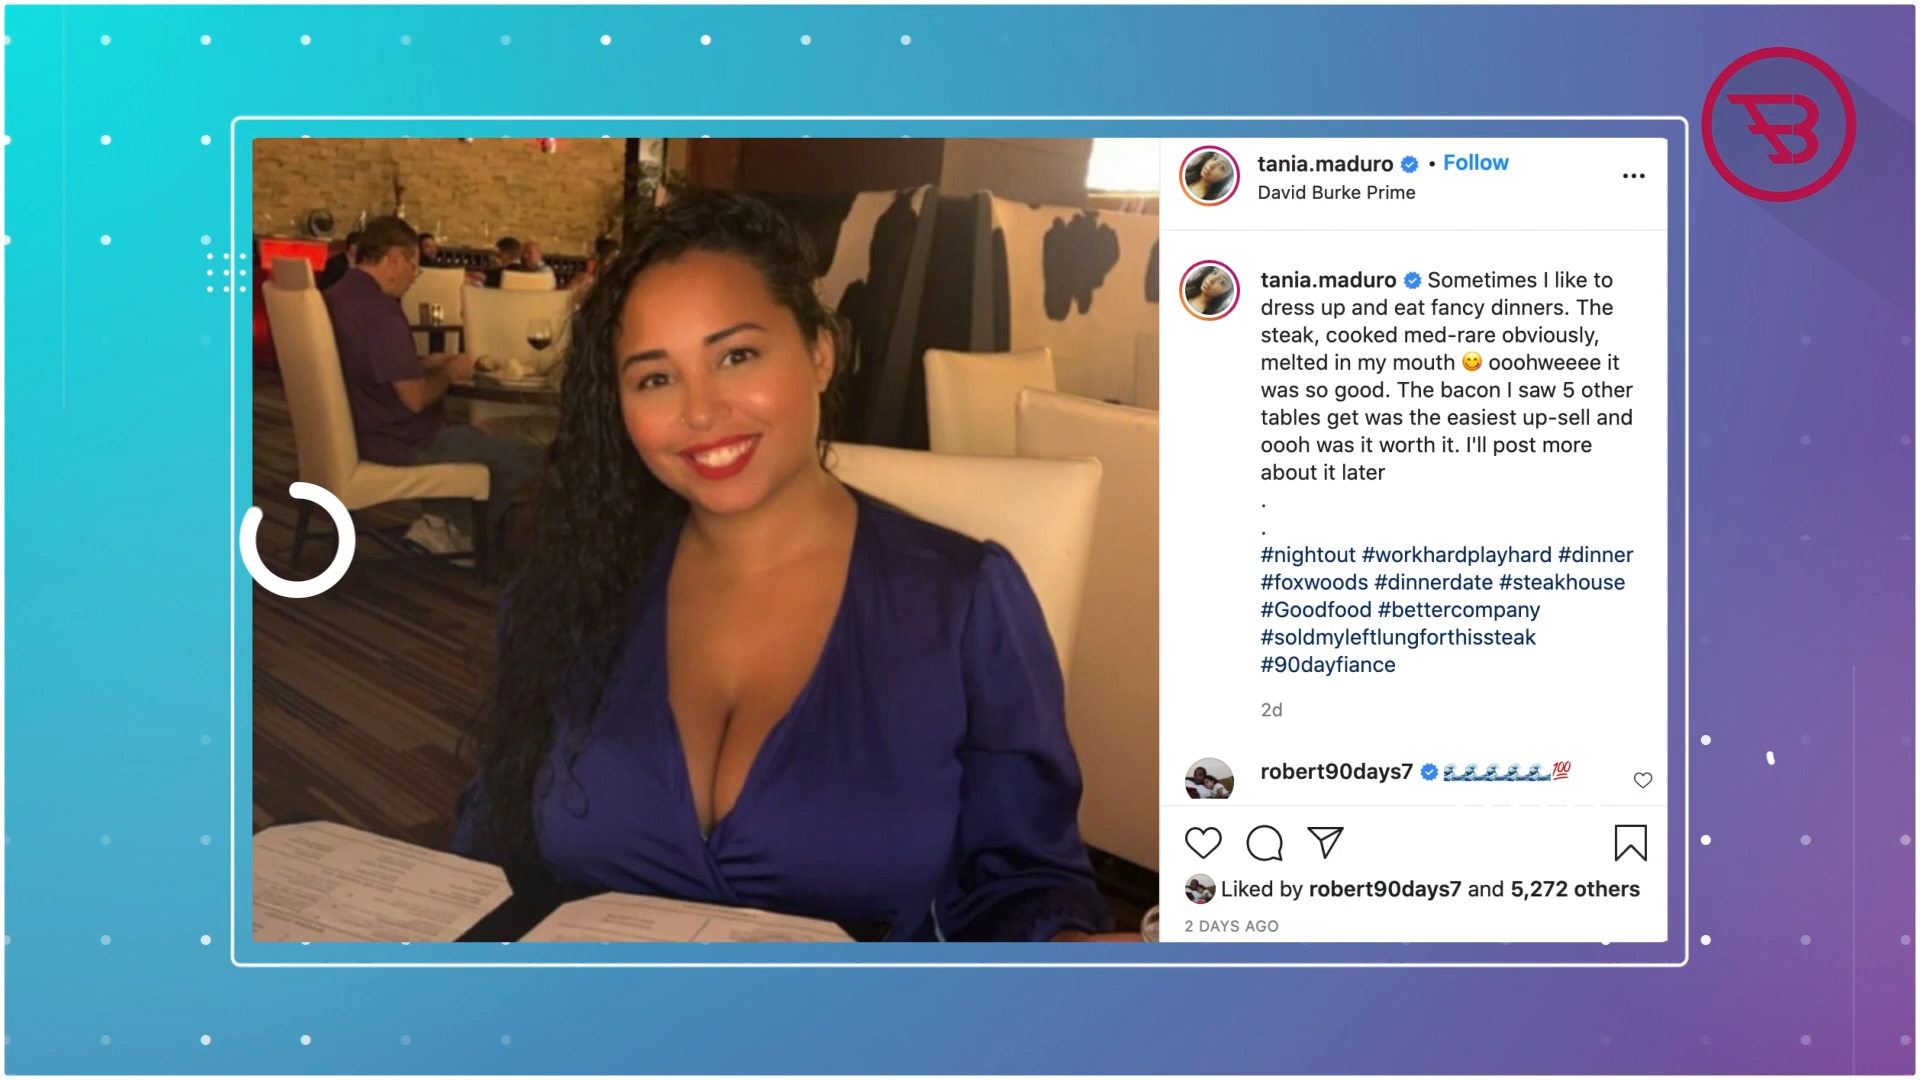 tania.maduro • Follow
David Burke Prime
tania.maduro Sometimes I like to
dress up and eat fancy dinners. The
steak, cooked med-rare obviously,
melted in my mouth 😋 ooohweeee it
was so good. The bacon I saw 5 other
tables get was the easiest up-sell and
oooh was it worth it. I'll post more
about it later
.
.
#nightout #workhardplayhard #dinner
#foxwoods #dinnerdate #steakhouse
#Goodfood #bettercompany
#soldmyleftlungforthissteak
#90dayfiance
2d
robert90days7 🌊🌊🌊🌊🌊💯
Liked by robert90days7 and 5,272 others
2 DAYS AGO